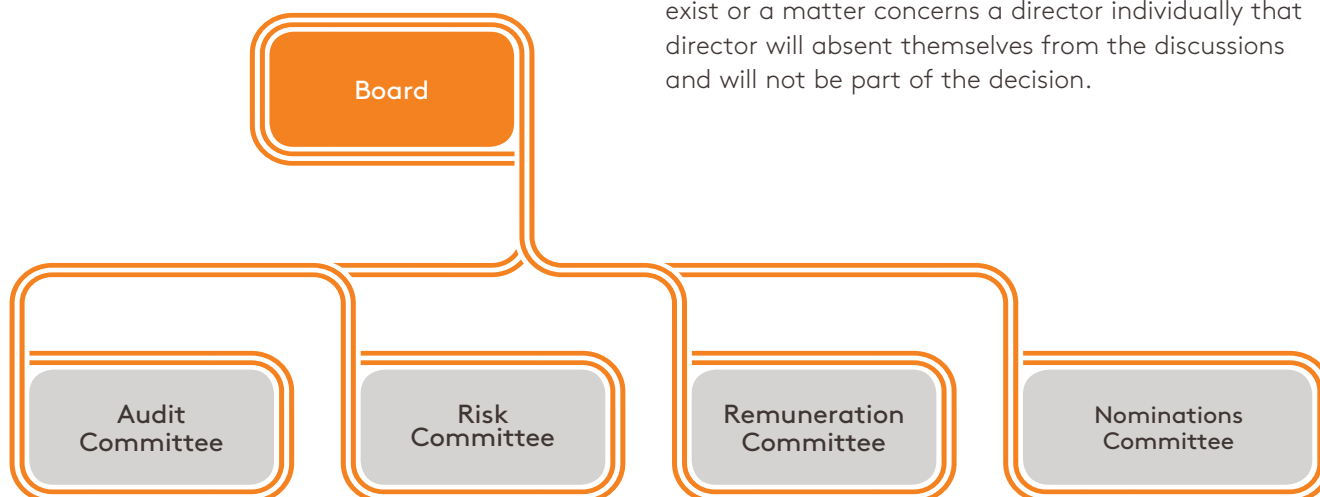 exist or a matter concerns a director individually that
director will absent themselves from the discussions
and will not be part of the decision.
Board
Audit
Committee
Risk
Committee
Remuneration
Committee
Nominations
Committee